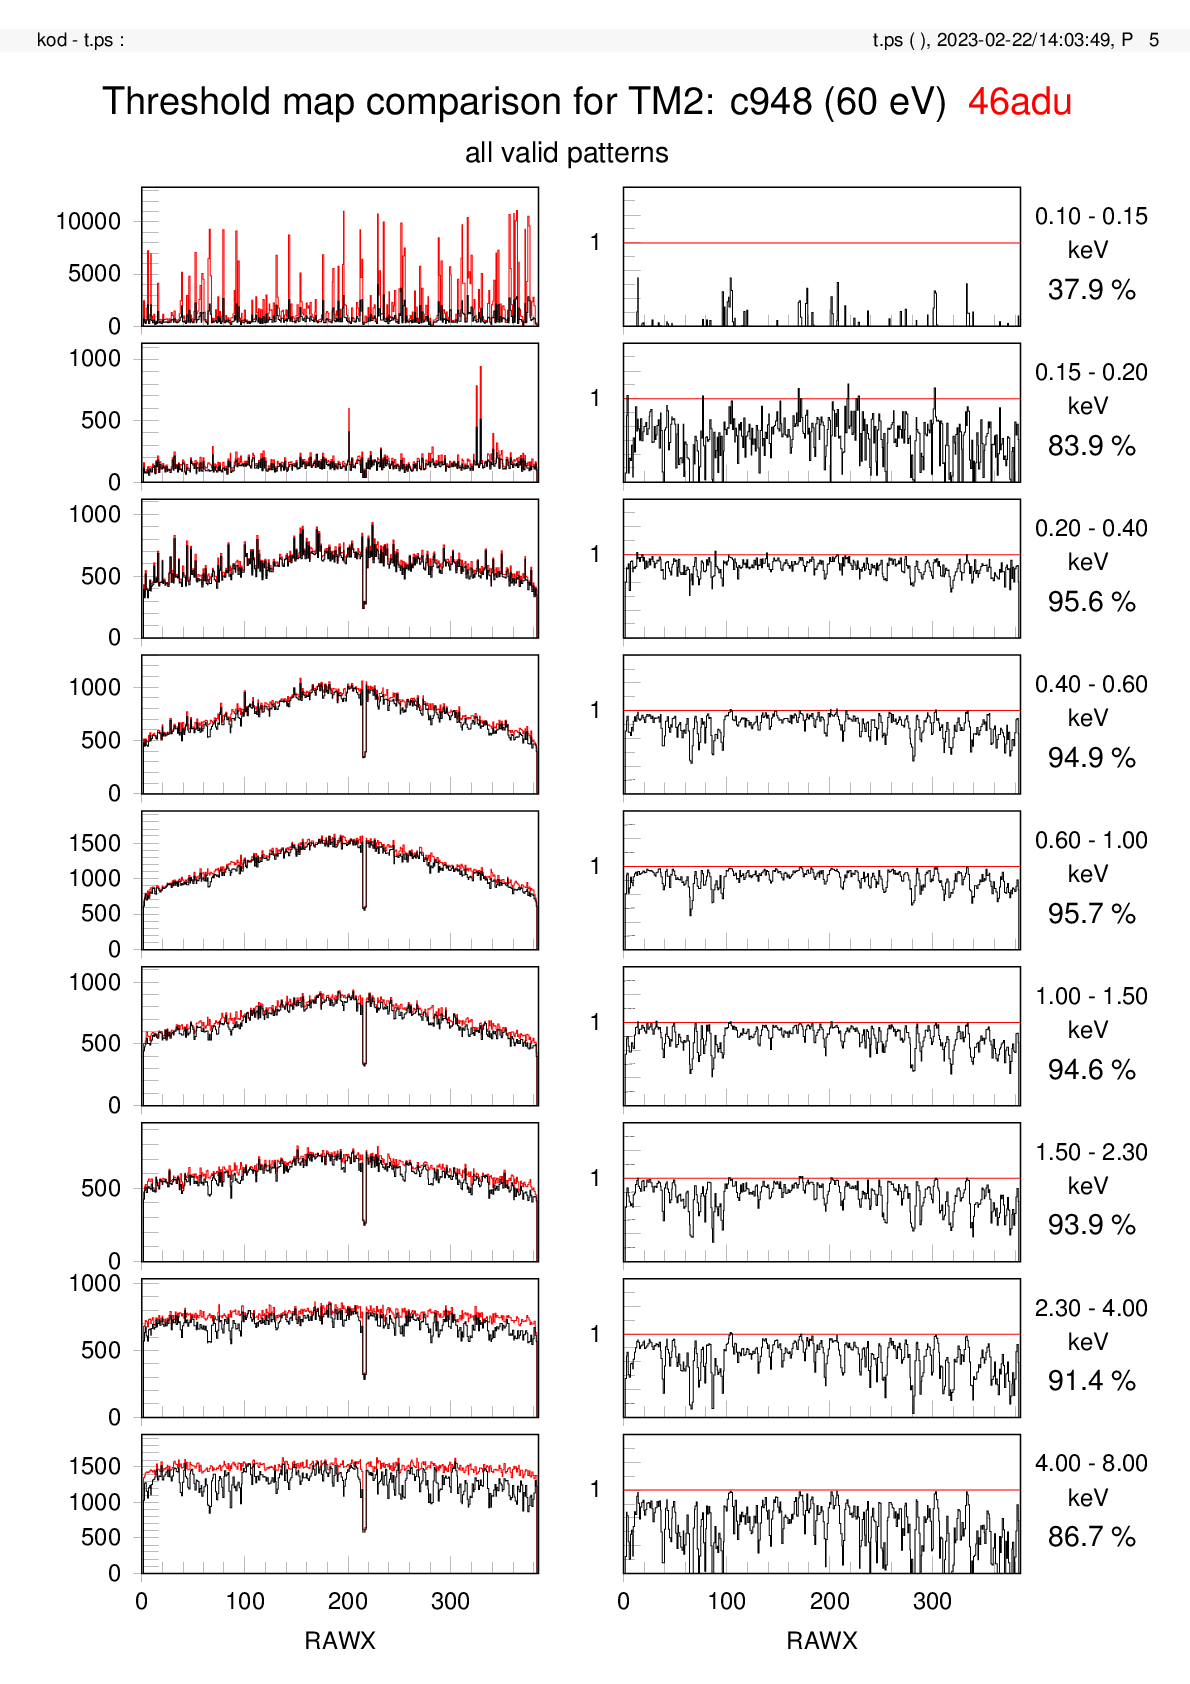 kod - t.ps :
t.ps ( ), 2023-02-22/14:03:49, P 5
Threshold map comparison for TM2: c948 (60 eV) 46adu
all valid patterns
10000
5000
0
1
0.10 - 0.15
keV
37.9 %
1000
500
0
1
0.15 - 0.20
keV
83.9 %
1000
500
0
1
0.20 - 0.40
keV
95.6 %
1000
500
0
1
0.40 - 0.60
keV
94.9 %
1500
1000
500
0
1
0.60 - 1.00
keV
95.7 %
1000
500
0
1
1.00 - 1.50
keV
94.6 %
500
0
1
1.50 - 2.30
keV
93.9 %
1000
500
0
1
2.30 - 4.00
keV
91.4 %
1500
1000
500
0
1
4.00 - 8.00
keV
86.7 %
0 100 200 300
RAWX
0 100 200 300
RAWX